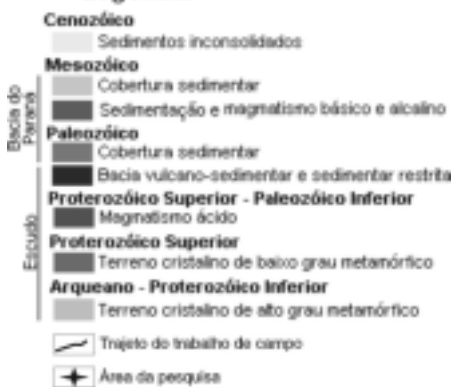 Cenozóico
Sedimentos inconsolidados
Mesozóico
Cobertura sedimentar
Sedimentação e magmatismo básico e alcalino
Paleozóico
Cobertura sedimentar
Bacia vulcano-sedimentar e sedimentar restrita
Proterozóico Superior - Paleozóico Inferior
Magmatismo ácido
Proterozóico Superior
Terreno cristalino de baixo grau metamórfico
Arqueano - Proterozóico Inferior
Terreno cristalino de alto grau metamórfico
Trajeto do trabalho de campo
Área da pesquisa
Bacia do
Paraná
Escudo